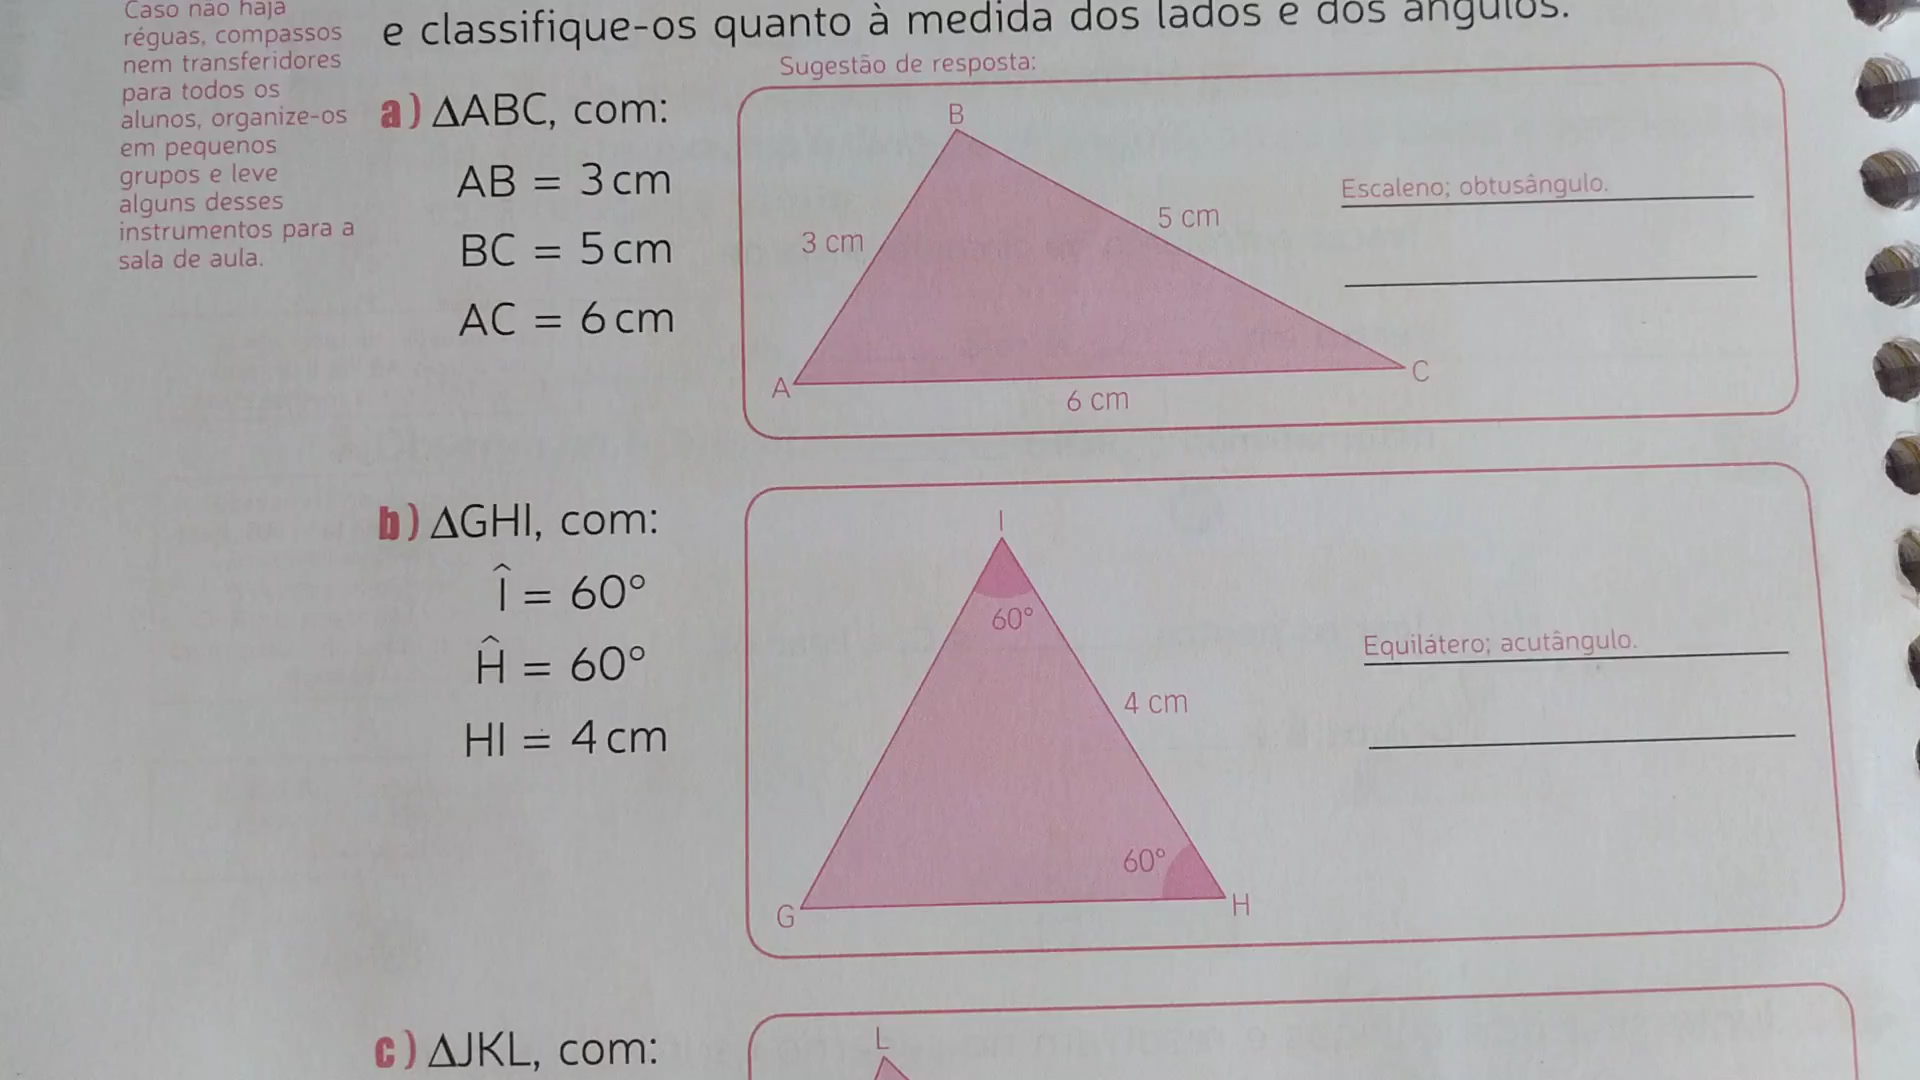 Caso não haja
réguas, compassos
nem transferidores
para todos os
alunos, organize-os
em pequenos
grupos e leve
alguns desses
instrumentos para a
sala de aula.
e classifique-os quanto à medida dos lados e dos ângulos.
Sugestão de resposta:
a) ΔABC, com:
AB = 3 cm
BC = 5 cm
AC = 6 cm
B
3 cm
5 cm
A
C
6 cm
Escaleno; obtusângulo.
b) ΔGHI, com:
Î = 60°
Ĥ = 60°
HI = 4 cm
I
60°
4 cm
60°
G
H
Equilátero; acutângulo.
c) ΔJKL, com:
L